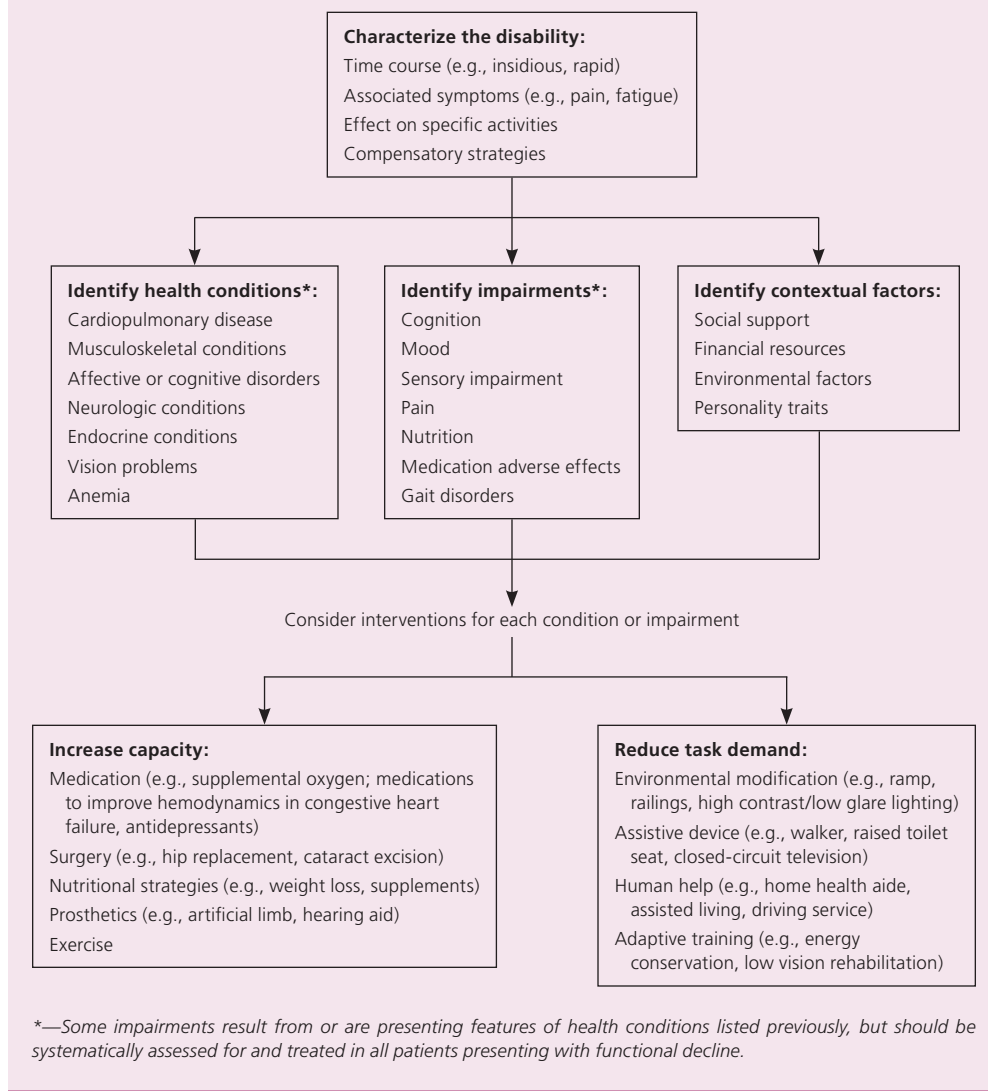 Characterize the disability:
Time course (e.g., insidious, rapid)
Associated symptoms (e.g., pain, fatigue)
Effect on specific activities
Compensatory strategies
Identify health conditions*:
Cardiopulmonary disease
Musculoskeletal conditions
Affective or cognitive disorders
Neurologic conditions
Endocrine conditions
Vision problems
Anemia
Identify impairments*:
Cognition
Mood
Sensory impairment
Pain
Nutrition
Medication adverse effects
Gait disorders
Identify contextual factors:
Social support
Financial resources
Environmental factors
Personality traits
Consider interventions for each condition or impairment
Increase capacity:
Medication (e.g., supplemental oxygen; medications
to improve hemodynamics in congestive heart
failure, antidepressants)
Surgery (e.g., hip replacement, cataract excision)
Nutritional strategies (e.g., weight loss, supplements)
Prosthetics (e.g., artificial limb, hearing aid)
Exercise
Reduce task demand:
Environmental modification (e.g., ramp,
railings, high contrast/low glare lighting)
Assistive device (e.g., walker, raised toilet
seat, closed-circuit television)
Human help (e.g., home health aide,
assisted living, driving service)
Adaptive training (e.g., energy
conservation, low vision rehabilitation)
*—Some impairments result from or are presenting features of health conditions listed previously, but should be
systematically assessed for and treated in all patients presenting with functional decline.